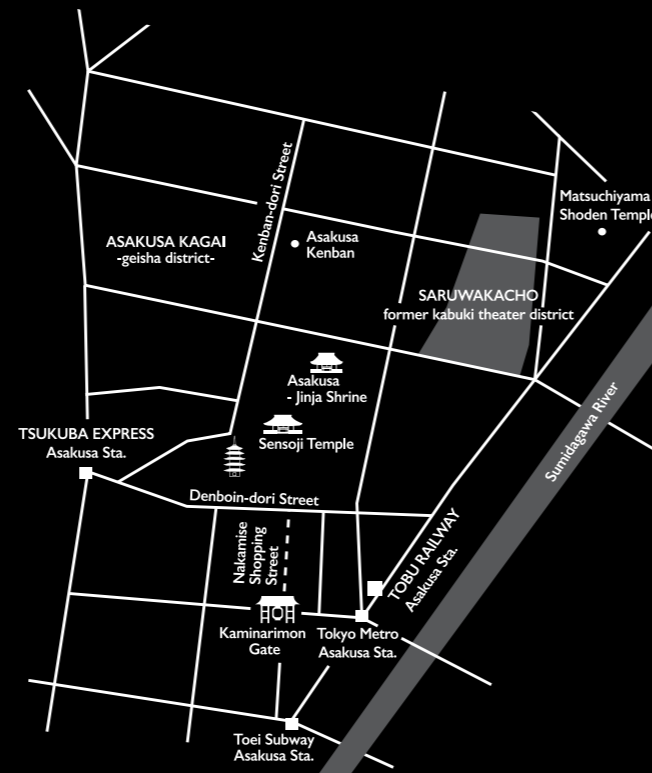 Kenban-dori Street
Matsuchiyama
Shoden Temple
ASAKUSA KAGAI
-geisha district-
Asakusa
Kenban
SARUWAKACHO
former kabuki theater district
Asakusa
- Jinja Shrine
Sensoji Temple
TSUKUBA EXPRESS
Asakusa Sta.
Sumidagawa River
Denboin-dori Street
Nakamise
Shopping
Street
TOBU RAILWAY
Asakusa Sta.
Kaminarimon
Gate
Tokyo Metro
Asakusa Sta.
Toei Subway
Asakusa Sta.